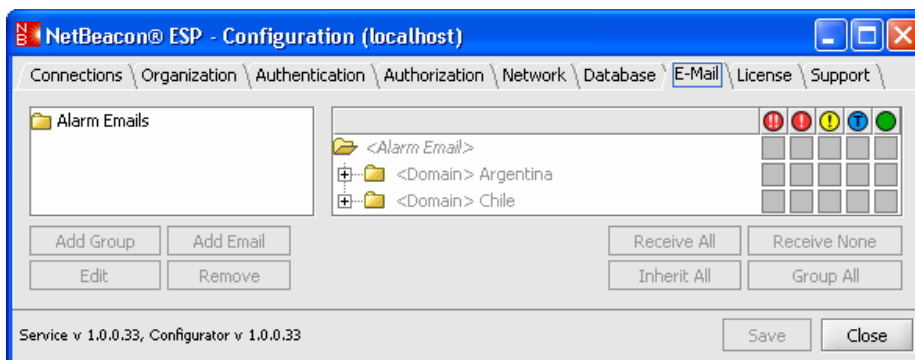 NetBeacon® ESP - Configuration (localhost)
Connections \ Organization \ Authentication \ Authorization \ Network \ Database \ E-Mail \ License \ Support \
Alarm Emails
!! ! ! T
<Alarm Email>
<Domain> Argentina
<Domain> Chile
Add Group Add Email Receive All Receive None
Edit Remove Inherit All Group All
Service v 1.0.0.33, Configurator v 1.0.0.33 Save Close